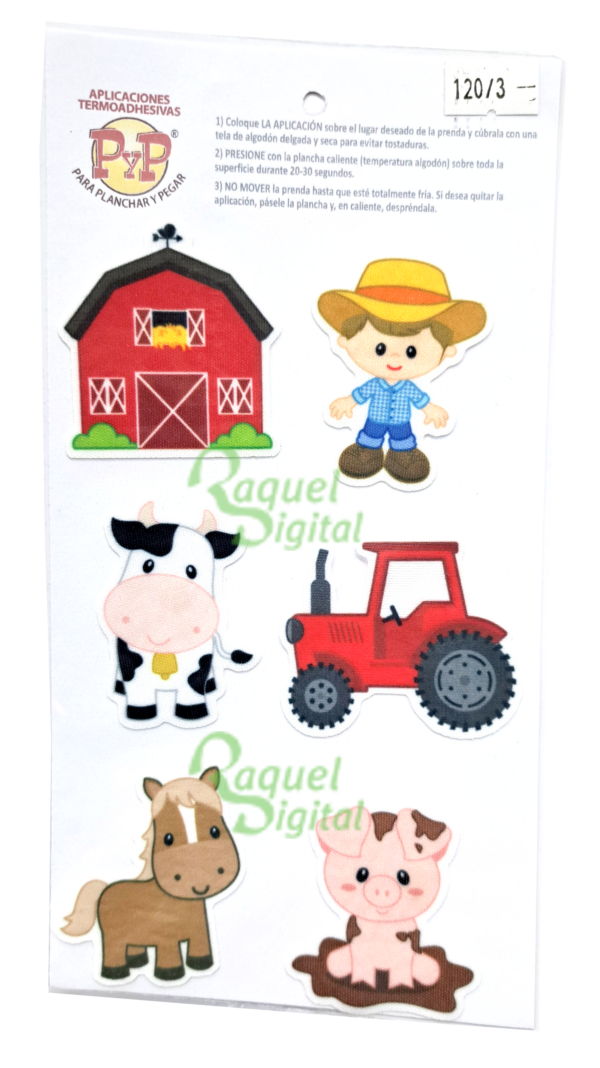 120/3 --
APLICACIONES
TERMOADHESIVAS
PyP®
PARA PLANCHAR Y PEGAR
1) Coloque LA APLICACIÓN sobre el lugar deseado de la prenda y cúbrala con una
tela de algodón delgada y seca para evitar tostaduras.
2) PRESIONE con la plancha caliente (temperatura algodón) sobre toda la
superficie durante 20-30 segundos.
3) NO MOVER la prenda hasta que esté totalmente fría. Si desea quitar la
aplicación, pásele la plancha y, en caliente, despréndala.
Raquel
Digital
Raquel
Digital